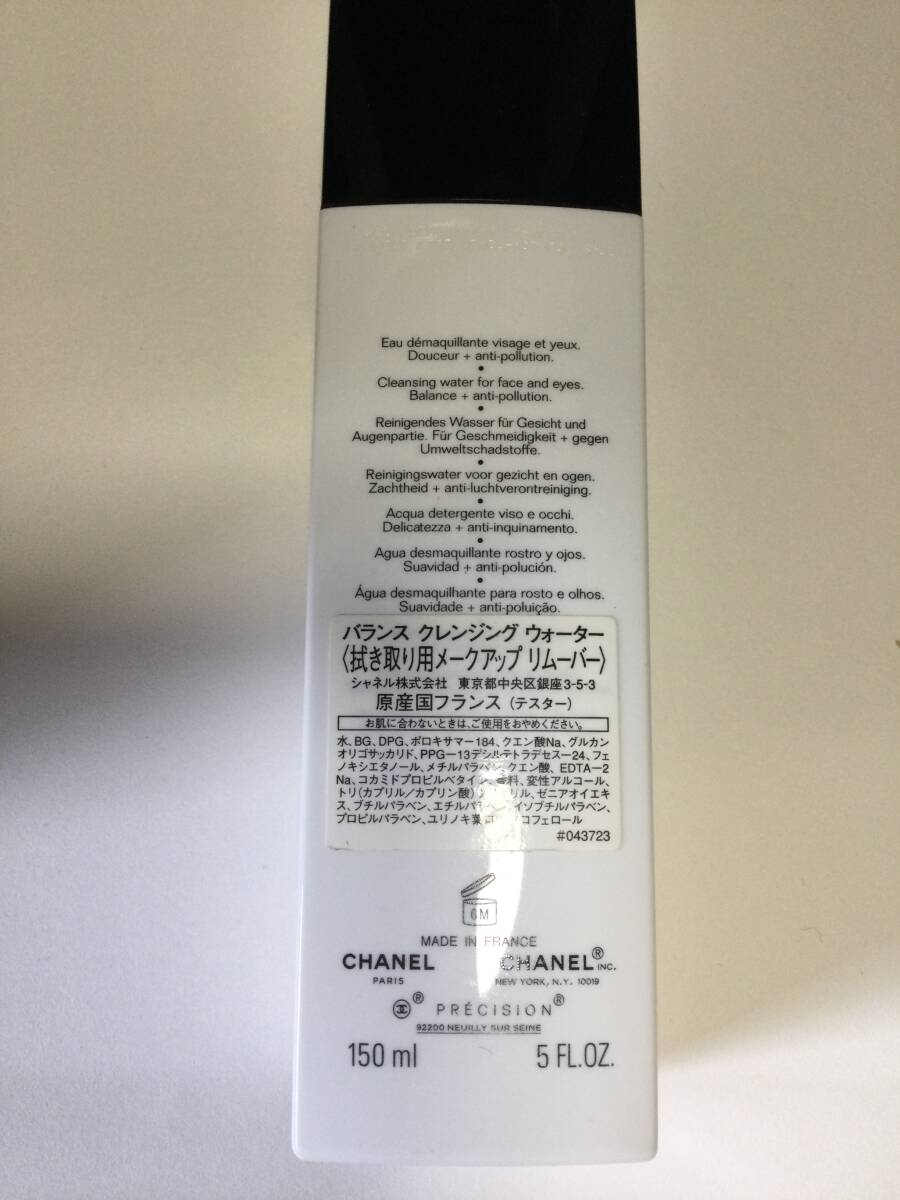 Eau démaquillante visage et yeux.
Douceur + anti-pollution.
•
Cleansing water for face and eyes.
Balance + anti-pollution.
•
Reinigendes Wasser für Gesicht und
Augenpartie. Für Geschmeidigkeit + gegen
Umweltschadstoffe.
•
Reinigingswater voor gezicht en ogen.
Zachtheid + anti-luchtverontreiniging.
•
Acqua detergente viso e occhi.
Delicatezza + anti-inquinamento.
•
Agua desmaquillante rostro y ojos.
Suavidad + anti-polución.
•
Água desmaquilhante para rosto e olhos.
Suavidade + anti-poluição.
バランス クレンジング ウォーター
〈拭き取り用メークアップ リムーバー〉
シャネル株式会社 東京都中央区銀座3-5-3
原産国フランス (テスター)
お肌に合わないときは、ご使用をおやめください。
水、BG、DPG、ポロキサマー184、クエン酸Na、グルカン
オリゴサッカリド、PPG-13デシルテトラデセス-24、フェ
ノキシエタノール、メチルパラベン、クエン酸、EDTA-2
Na、コカミドプロピルベタイン、香料、変性アルコール、
トリ(カプリル/カプリン酸)グリセリル、ゼニアオイエキ
ス、ブチルパラベン、エチルパラベン、イソブチルパラベン、
プロピルパラベン、ユリノキ葉 コフェロール
#043723
6M
MADE IN FRANCE
CHANEL CHANEL® INC.
PARIS NEW YORK, N.Y. 10019
® PRÉCISION®
92200 NEUILLY SUR SEINE
150 ml 5 FL.OZ.